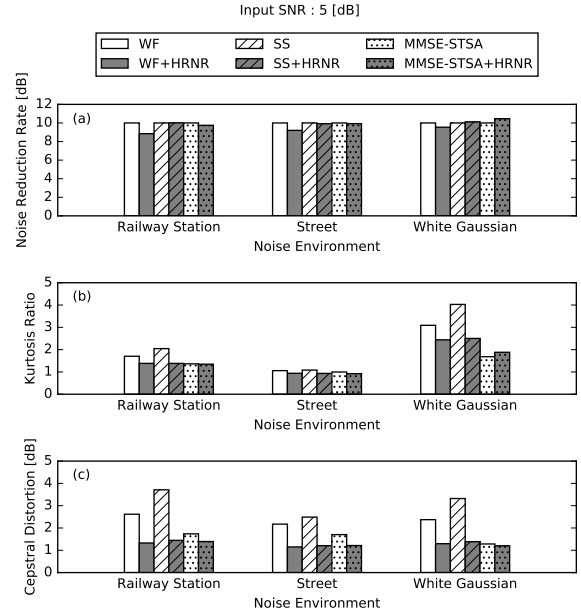 Input SNR : 5 [dB]
WF SS MMSE-STSA
WF+HRNR SS+HRNR MMSE-STSA+HRNR
Noise Reduction Rate [dB]
(a)
12
10
8
6
4
2
0
Railway Station Street White Gaussian
Noise Environment
Kurtosis Ratio
(b)
5
4
3
2
1
0
Railway Station Street White Gaussian
Noise Environment
Cepstral Distortion [dB]
(c)
5
4
3
2
1
0
Railway Station Street White Gaussian
Noise Environment